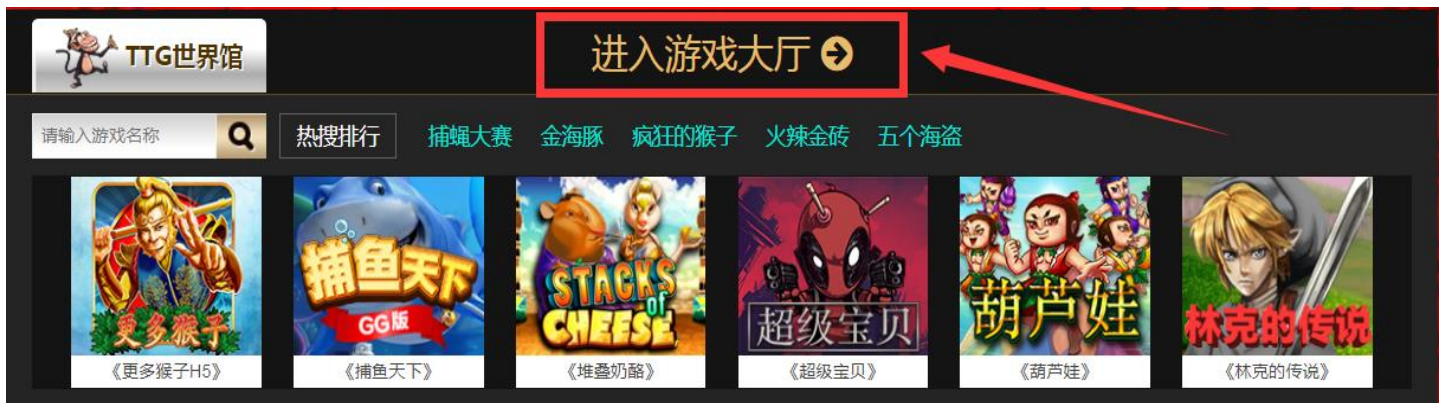 TTG世界馆
进入游戏大厅
请输入游戏名称
热搜排行
捕蝇大赛
金海豚
疯狂的猴子
火辣金砖
五个海盗
更多猴子
捕鱼天下
GG版
STACKS
of
CHEESE
超级宝贝
葫芦娃
林克的传说
《更多猴子H5》
《捕鱼天下》
《堆叠奶酪》
《超级宝贝》
《葫芦娃》
《林克的传说》